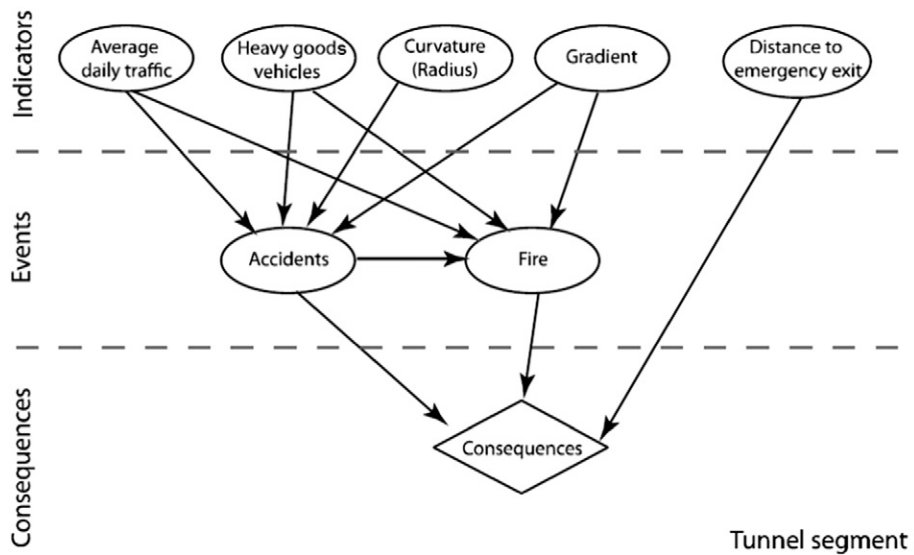 Indicators
Average
daily traffic
Heavy goods
vehicles
Curvature
(Radius)
Gradient
Distance to
emergency exit
Events
Accidents
Fire
Consequences
Consequences
Tunnel segment